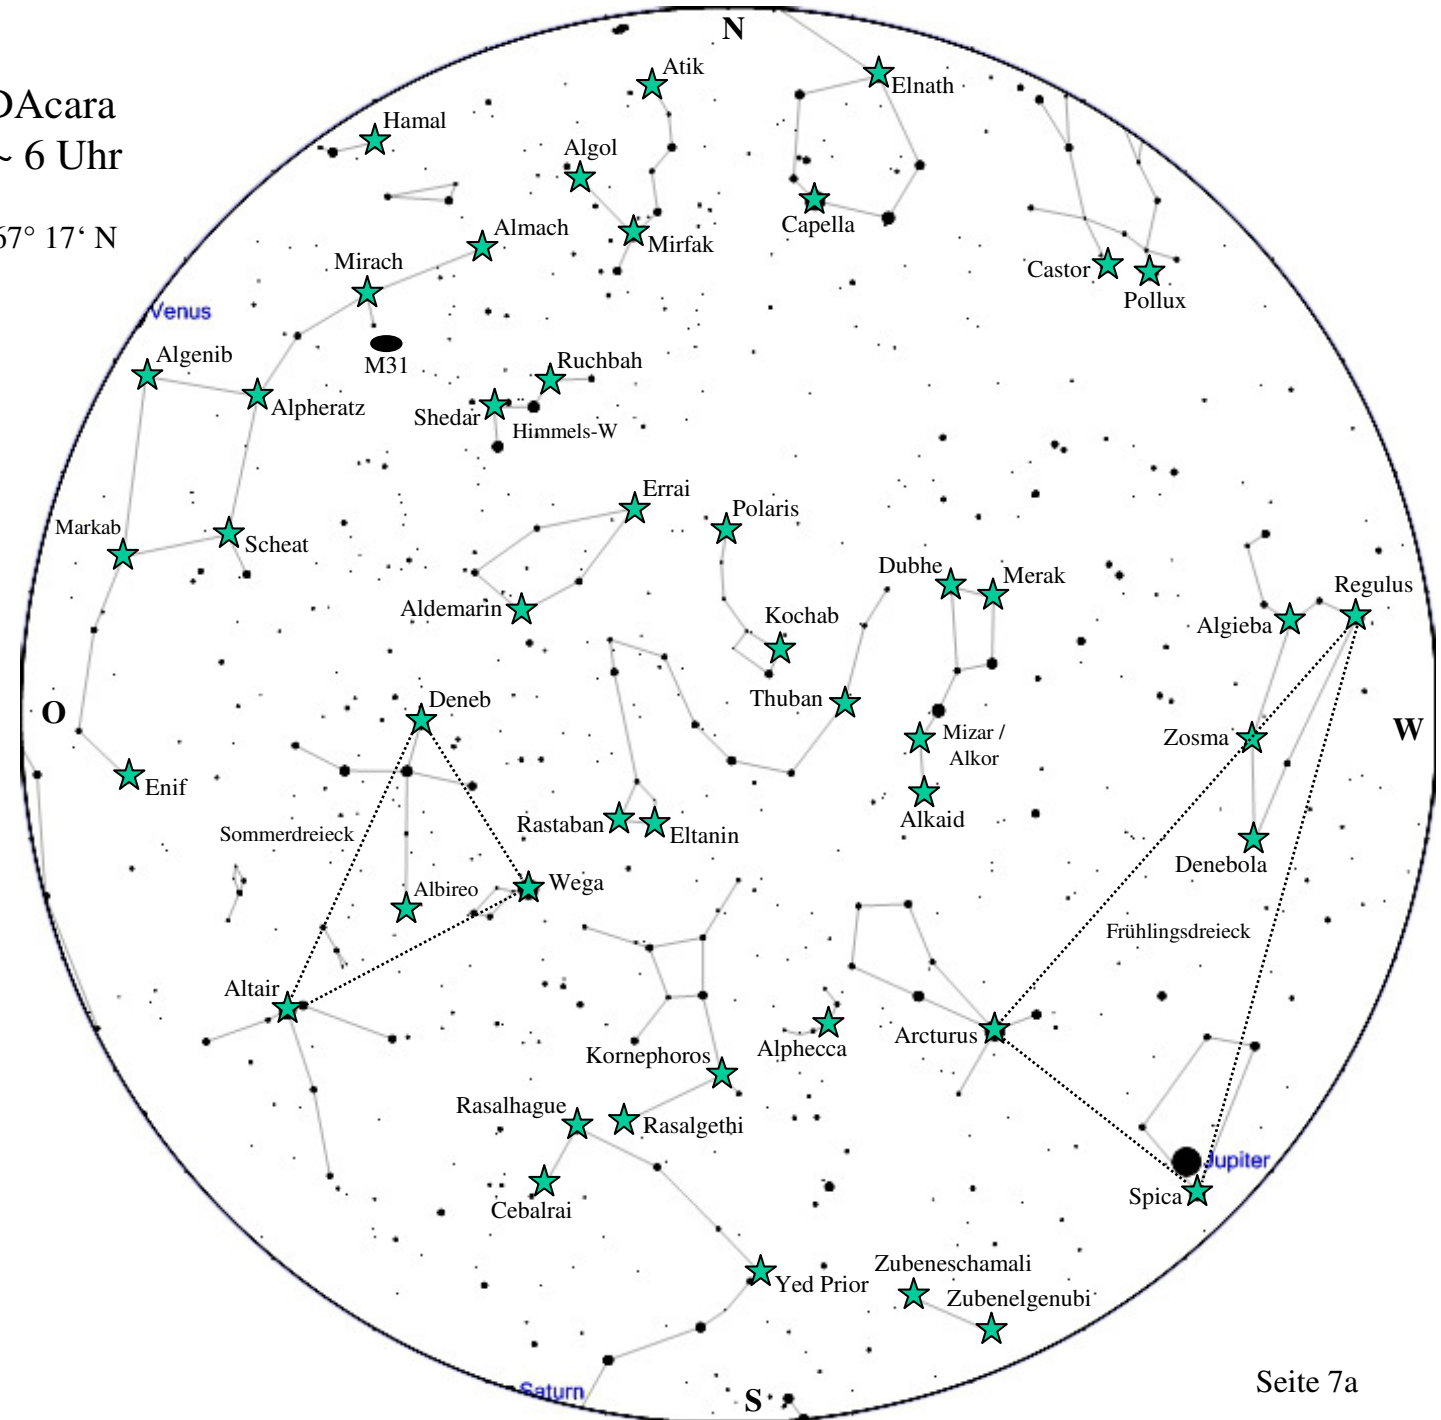 N
Atik
Elnath
DAcara
Hamal
~ 6 Uhr
Algol
Capella
67° 17‘ N
Almach
Mirfak
Mirach
Castor
Pollux
Venus
Algenib
M31
Ruchbah
Alpheratz
Shedar
Himmels-W
Errai
Polaris
Markab
Scheat
Dubhe
Merak
Regulus
Aldemarin
Kochab
Algieba
Deneb
Thuban
O
Mizar /
Alkor
Zosma
W
Enif
Sommerdreieck
Rastaban
Eltanin
Alkaid
Denebola
Albireo
Wega
Frühlingsdreieck
Altair
Arcturus
Kornephoros
Alphecca
Rasalhague
Rasalgethi
Jupiter
Spica
Cebalrai
Zubeneschamali
Yed Prior
Zubenelgenubi
Saturn
S
Seite 7a